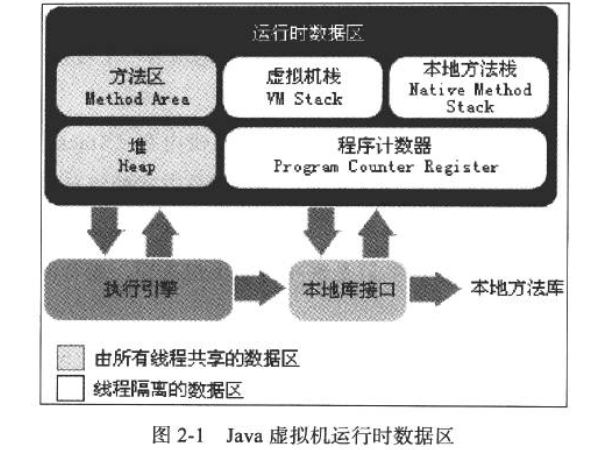 运行时数据区
方法区
Method Area
虚拟机栈
VM Stack
本地方法栈
Native Method
Stack
堆
Heap
程序计数器
Program Counter Register
执行引擎
本地库接口
本地方法库
由所有线程共享的数据区
线程隔离的数据区
图 2-1 Java 虚拟机运行时数据区